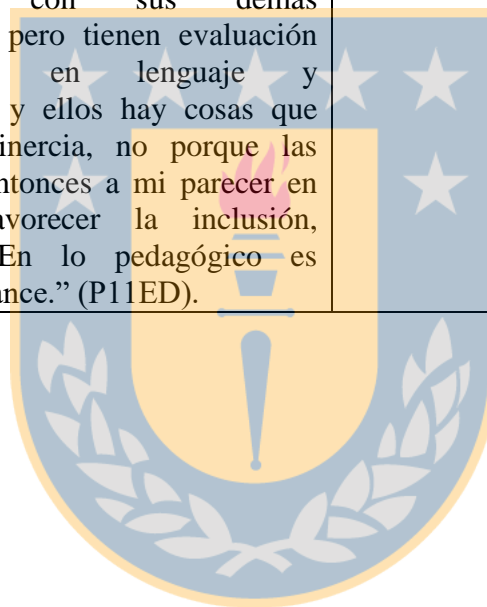 con sus demás
pero tienen evaluación
en lenguaje y
y ellos hay cosas que
inercia, no porque las
ntonces a mi parecer en
avorecer la inclusión,
En lo pedagógico es
ance.” (P11ED).